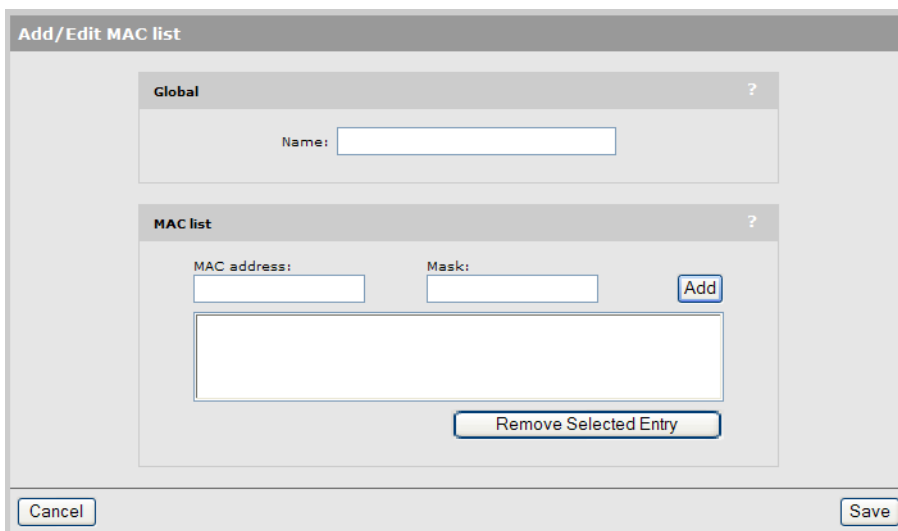 Add/Edit MAC list
Global ?
Name:
MAC list ?
MAC address: Mask:
Add
Remove Selected Entry
Cancel Save